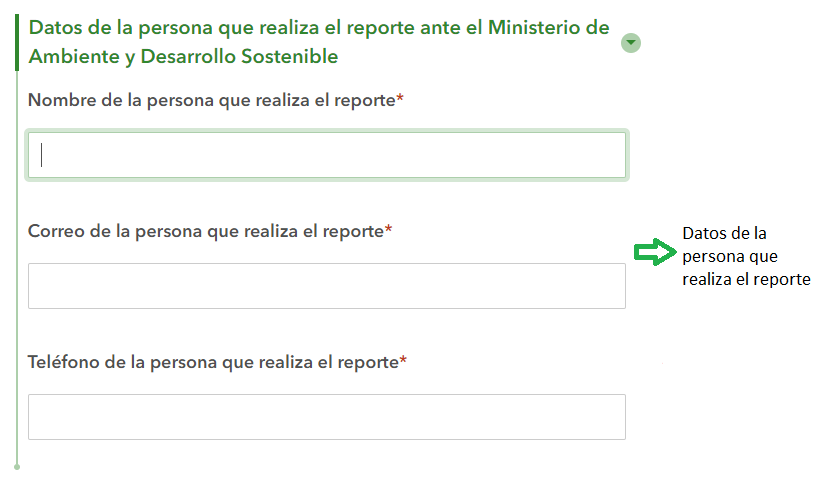 Datos de la persona que realiza el reporte ante el Ministerio de
Ambiente y Desarrollo Sostenible
Nombre de la persona que realiza el reporte*
Correo de la persona que realiza el reporte*
Datos de la
persona que
realiza el reporte
Teléfono de la persona que realiza el reporte*